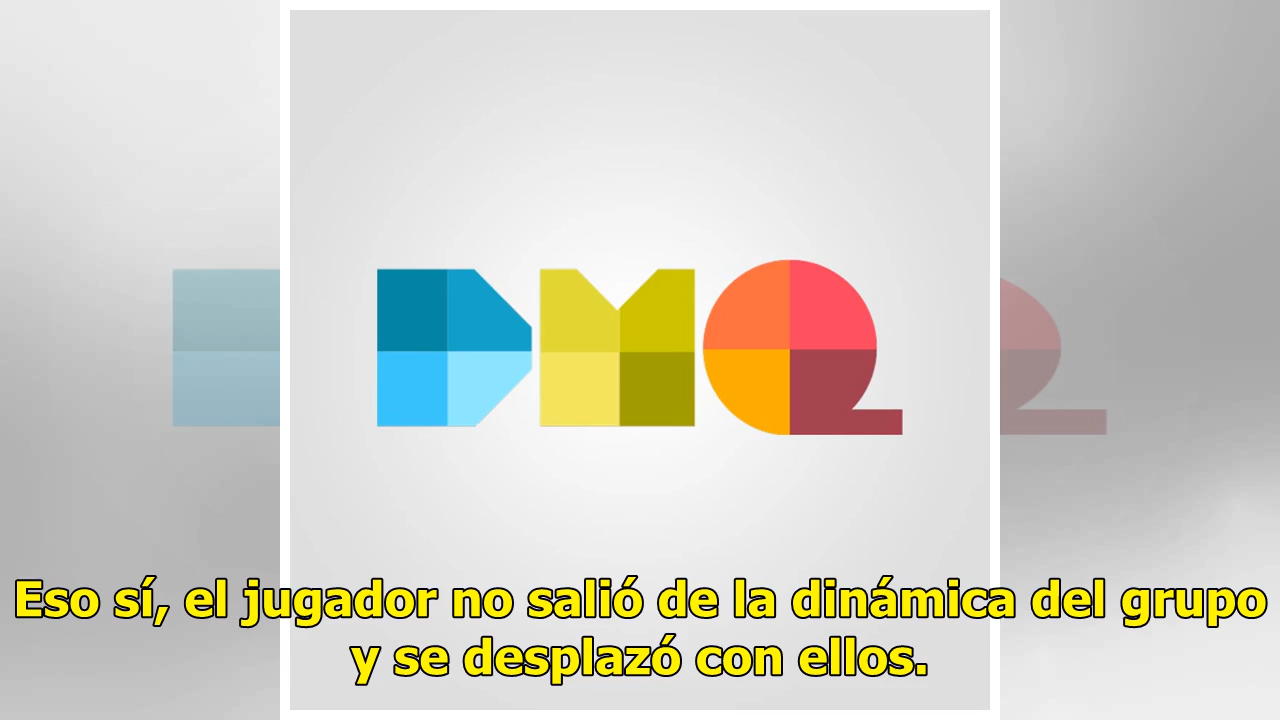 DMQ
Eso sí, el jugador no salió de la dinámica del grupo
y se desplazó con ellos.